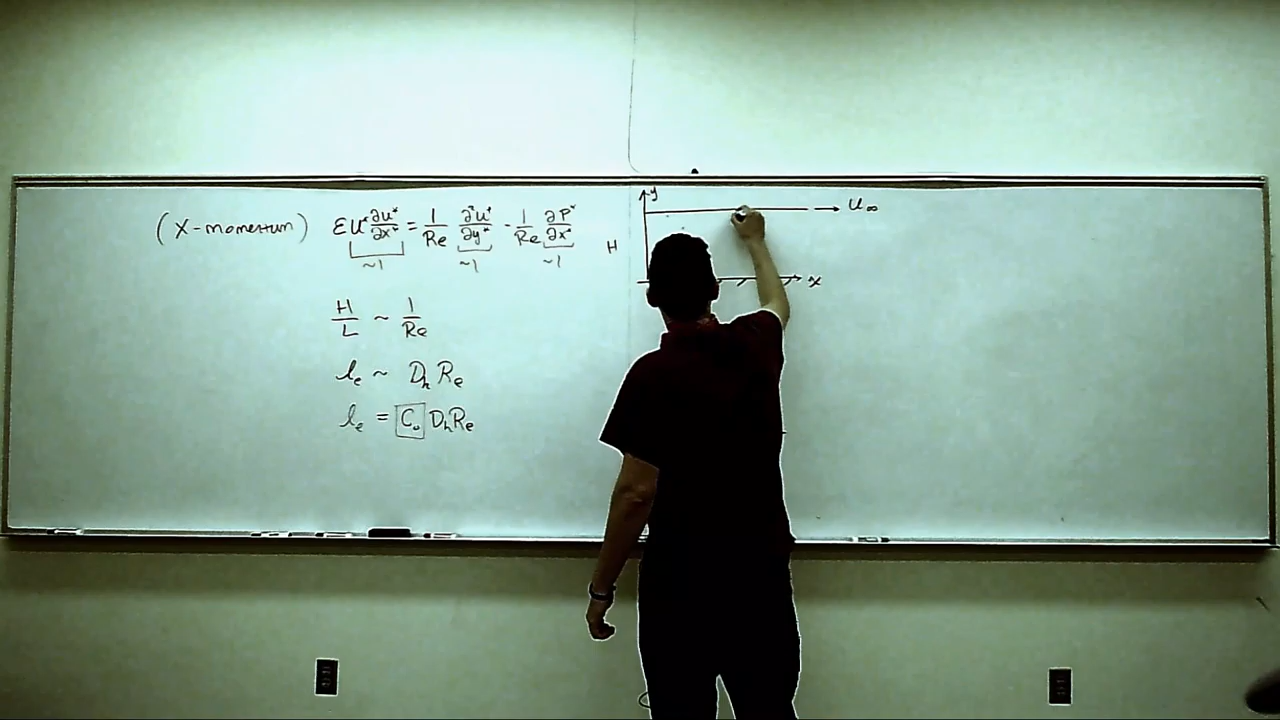 (X-momentum) εU* ∂U*/∂x* = 1/Re ∂²U*/∂y* - 1/Re ∂P*/∂x*
~1 ~1 ~1
H/L ~ 1/Re
ℓe ~ Dh Re
ℓe = C₀ Dh Re
y
U∞
H
x